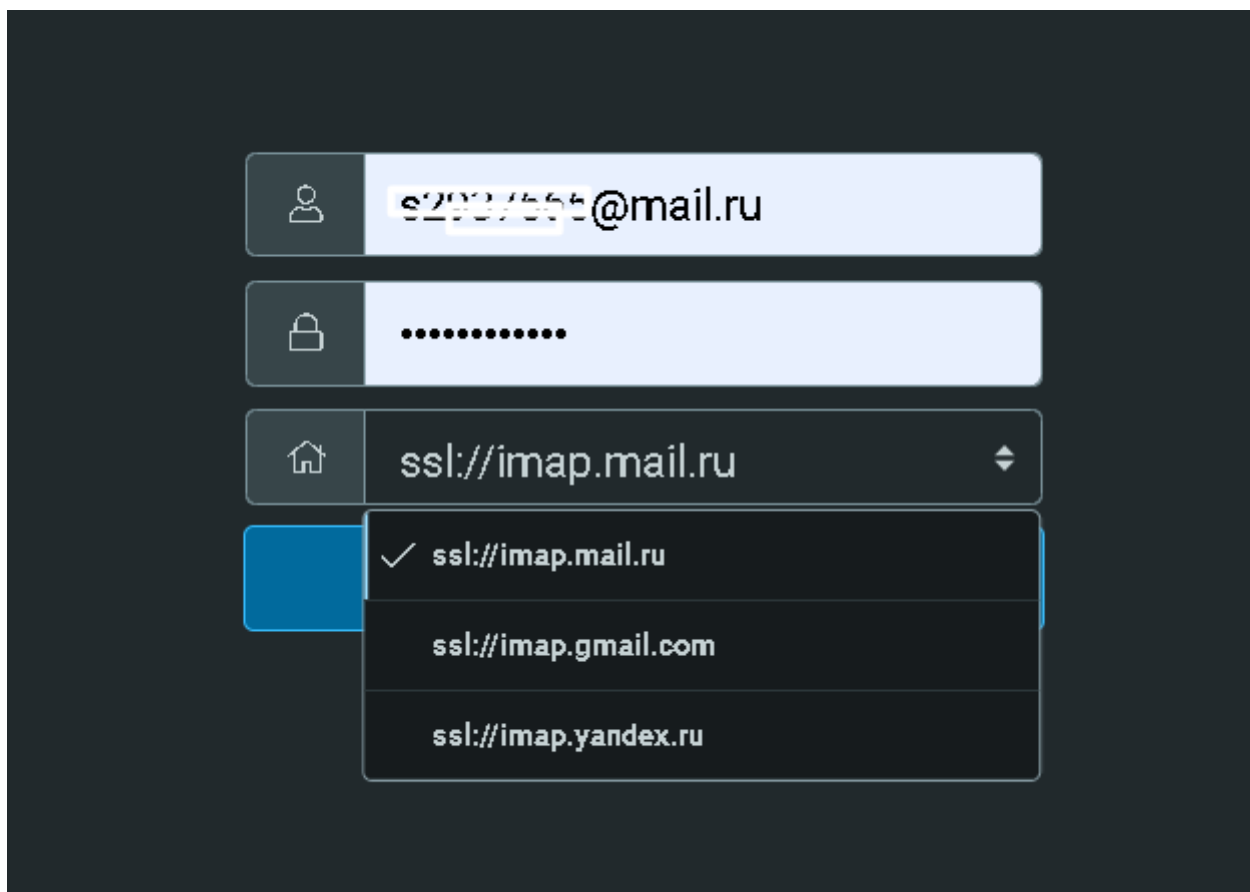 @mail.ru
••••••••••••
ssl://imap.mail.ru
ssl://imap.mail.ru
ssl://imap.gmail.com
ssl://imap.yandex.ru